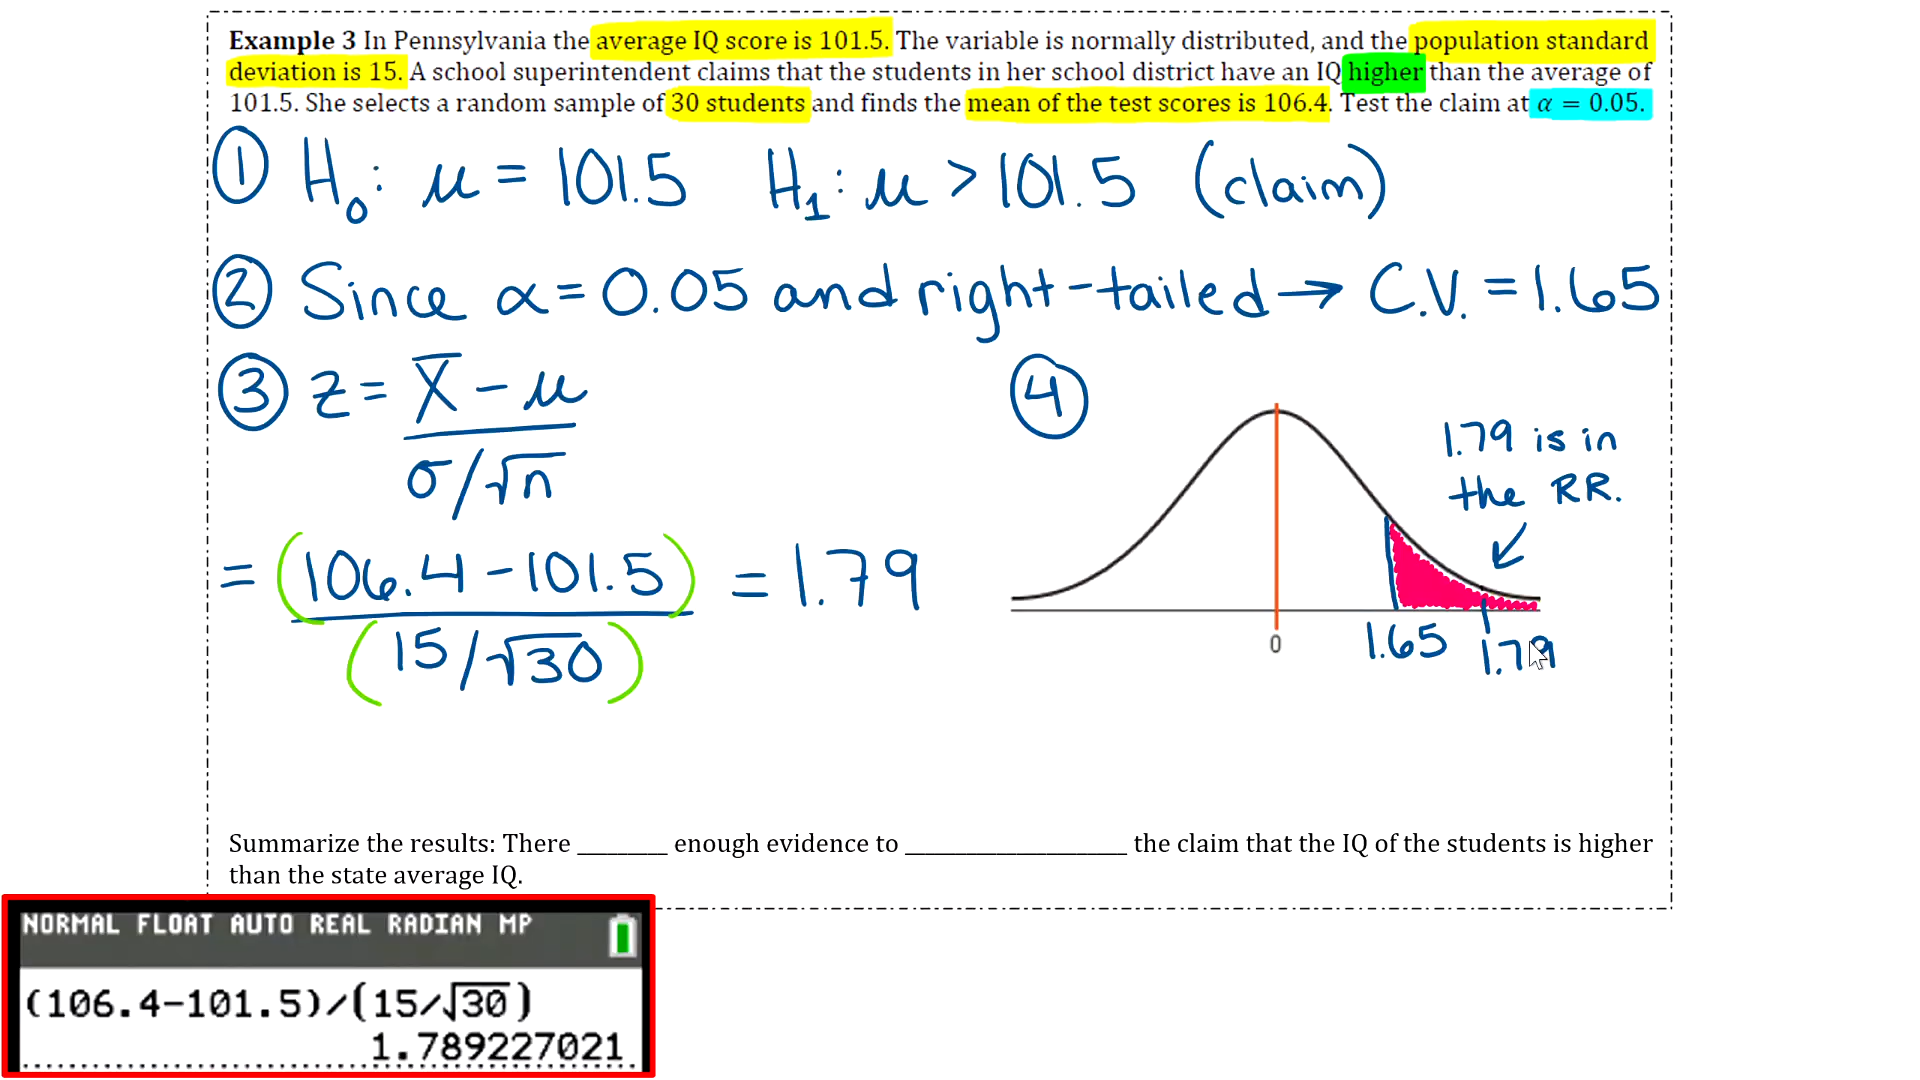 Example 3 In Pennsylvania the average IQ score is 101.5. The variable is normally distributed, and the population standard
deviation is 15. A school superintendent claims that the students in her school district have an IQ higher than the average of
101.5. She selects a random sample of 30 students and finds the mean of the test scores is 106.4. Test the claim at α = 0.05.
① H₀: μ = 101.5 H₁: μ > 101.5 (claim)
② Since α = 0.05 and right-tailed → C.V. = 1.65
③ z = X̅ - μ
σ/√n
= (106.4 - 101.5) = 1.79
(15/√30)
④
1.79 is in
the RR.
0 1.65 1.79
Summarize the results: There ________ enough evidence to ____________________ the claim that the IQ of the students is higher
than the state average IQ.
NORMAL FLOAT AUTO REAL RADIAN MP
(106.4-101.5)/(15/√30)
1.789227021